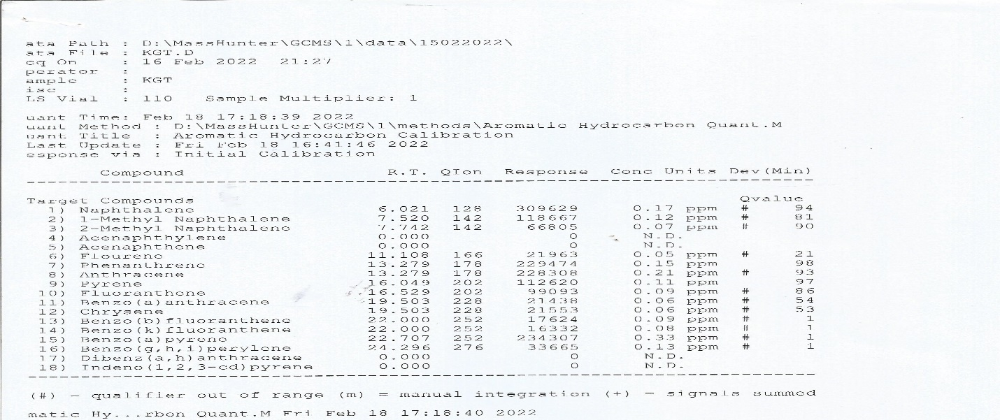 ata Path : D:\MassHunter\GCMS\1\data\15022022\
ata File : KGT.D
cq On : 16 Feb 2022 21:27
perator :
ample : KGT
isc :
LS Vial : 110 Sample Multiplier: 1
uant Time: Feb 18 17:18:39 2022
uant Method : D:\MassHunter\GCMS\1\methods\Aromatic Hydrocarbon Quant.M
uant Title : Aromatic Hydrocarbon Calibration
Last Update : Fri Feb 18 16:41:46 2022
esponse via : Initial Calibration
Compound R.T. QIon Response Conc Units Dev(Min)
Target Compounds Qvalue
1) Naphthalene 6.021 128 309629 0.17 ppm # 94
2) 1-Methyl Naphthalene 7.520 142 118667 0.12 ppm # 81
3) 2-Methyl Naphthalene 7.742 142 66805 0.07 ppm # 90
4) Acenaphthylene 0.000 0 N.D.
5) Acenaphthene 0.000 0 N.D.
6) Flourene 11.108 166 21963 0.05 ppm # 21
7) Phenanthrene 13.279 178 229474 0.15 ppm 98
8) Anthracene 13.279 178 228308 0.21 ppm # 93
9) Pyrene 16.049 202 112620 0.11 ppm 97
10) Fluoranthene 16.529 202 99093 0.09 ppm # 86
11) Benzo(a)anthracene 19.503 228 21438 0.06 ppm # 54
12) Chrysene 19.503 228 21553 0.06 ppm # 53
13) Benzo(b)fluoranthene 22.000 252 17624 0.09 ppm # 1
14) Benzo(k)fluoranthene 22.000 252 16332 0.08 ppm # 1
15) Benzo(a)pyrene 22.707 252 234307 0.33 ppm # 1
16) Benzo(g,h,i)perylene 24.296 276 33665 0.13 ppm # 1
17) Dibenz(a,h)anthracene 0.000 0 N.D.
18) Indeno(1,2,3-cd)pyrene 0.000 0 N.D.
(#) = qualifier out of range (m) = manual integration (+) = signals summed
matic Hy...rbon Quant.M Fri Feb 18 17:18:40 2022